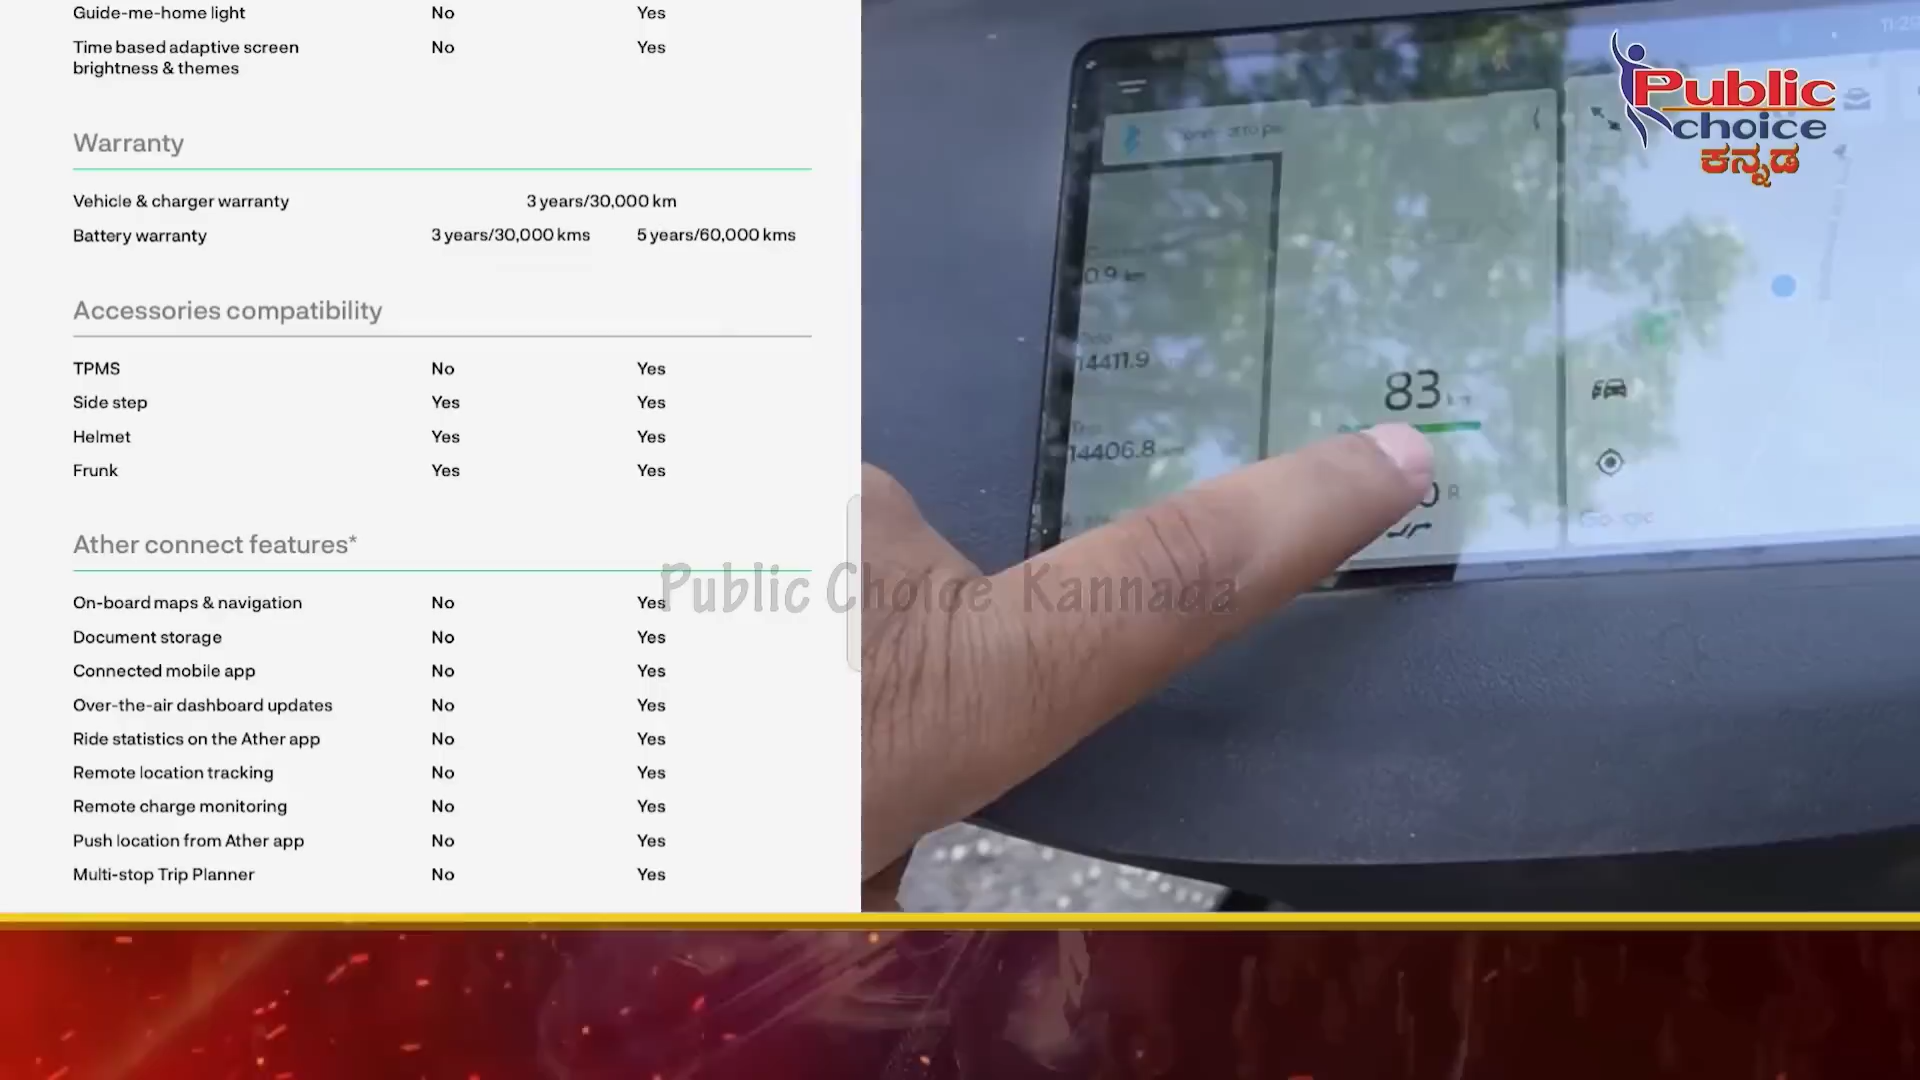 Guide-me-home light No Yes
Time based adaptive screen brightness & themes No Yes
Warranty
Vehicle & charger warranty 3 years/30,000 km
Battery warranty 3 years/30,000 kms 5 years/60,000 kms
Accessories compatibility
TPMS No Yes
Side step Yes Yes
Helmet Yes Yes
Frunk Yes Yes
Ather connect features*
On-board maps & navigation No Yes
Document storage No Yes
Connected mobile app No Yes
Over-the-air dashboard updates No Yes
Ride statistics on the Ather app No Yes
Remote location tracking No Yes
Remote charge monitoring No Yes
Push location from Ather app No Yes
Multi-stop Trip Planner No Yes
Public
choice
ಕನ್ನಡ
0.9 km
14411.9
14406.8
83 km
R
Public Choice Kannada